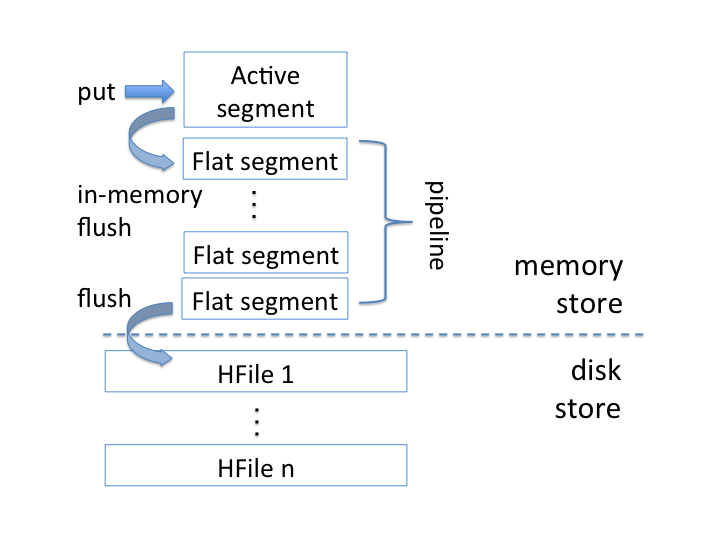 put
Active
segment
Flat segment
in-memory
flush
pipeline
Flat segment
flush
Flat segment
memory
store
HFile 1
disk
store
HFile n